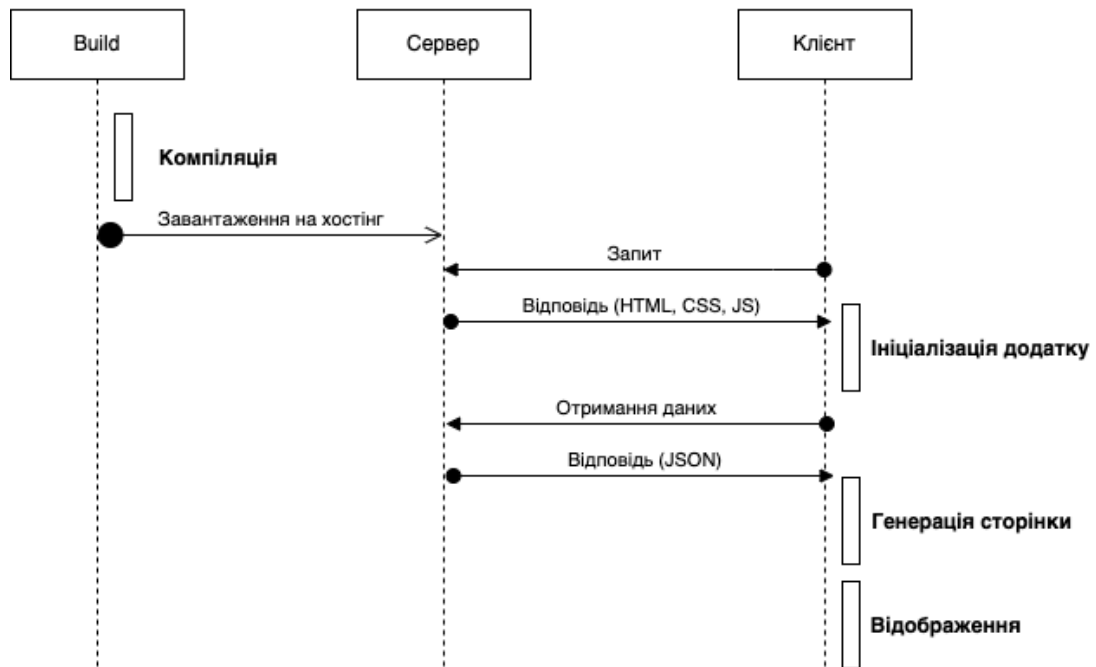 Build
Сервер
Клієнт
Компіляція
Завантаження на хостінг
Запит
Відповідь (HTML, CSS, JS)
Ініціалізація додатку
Отримання даних
Відповідь (JSON)
Генерація сторінки
Відображення